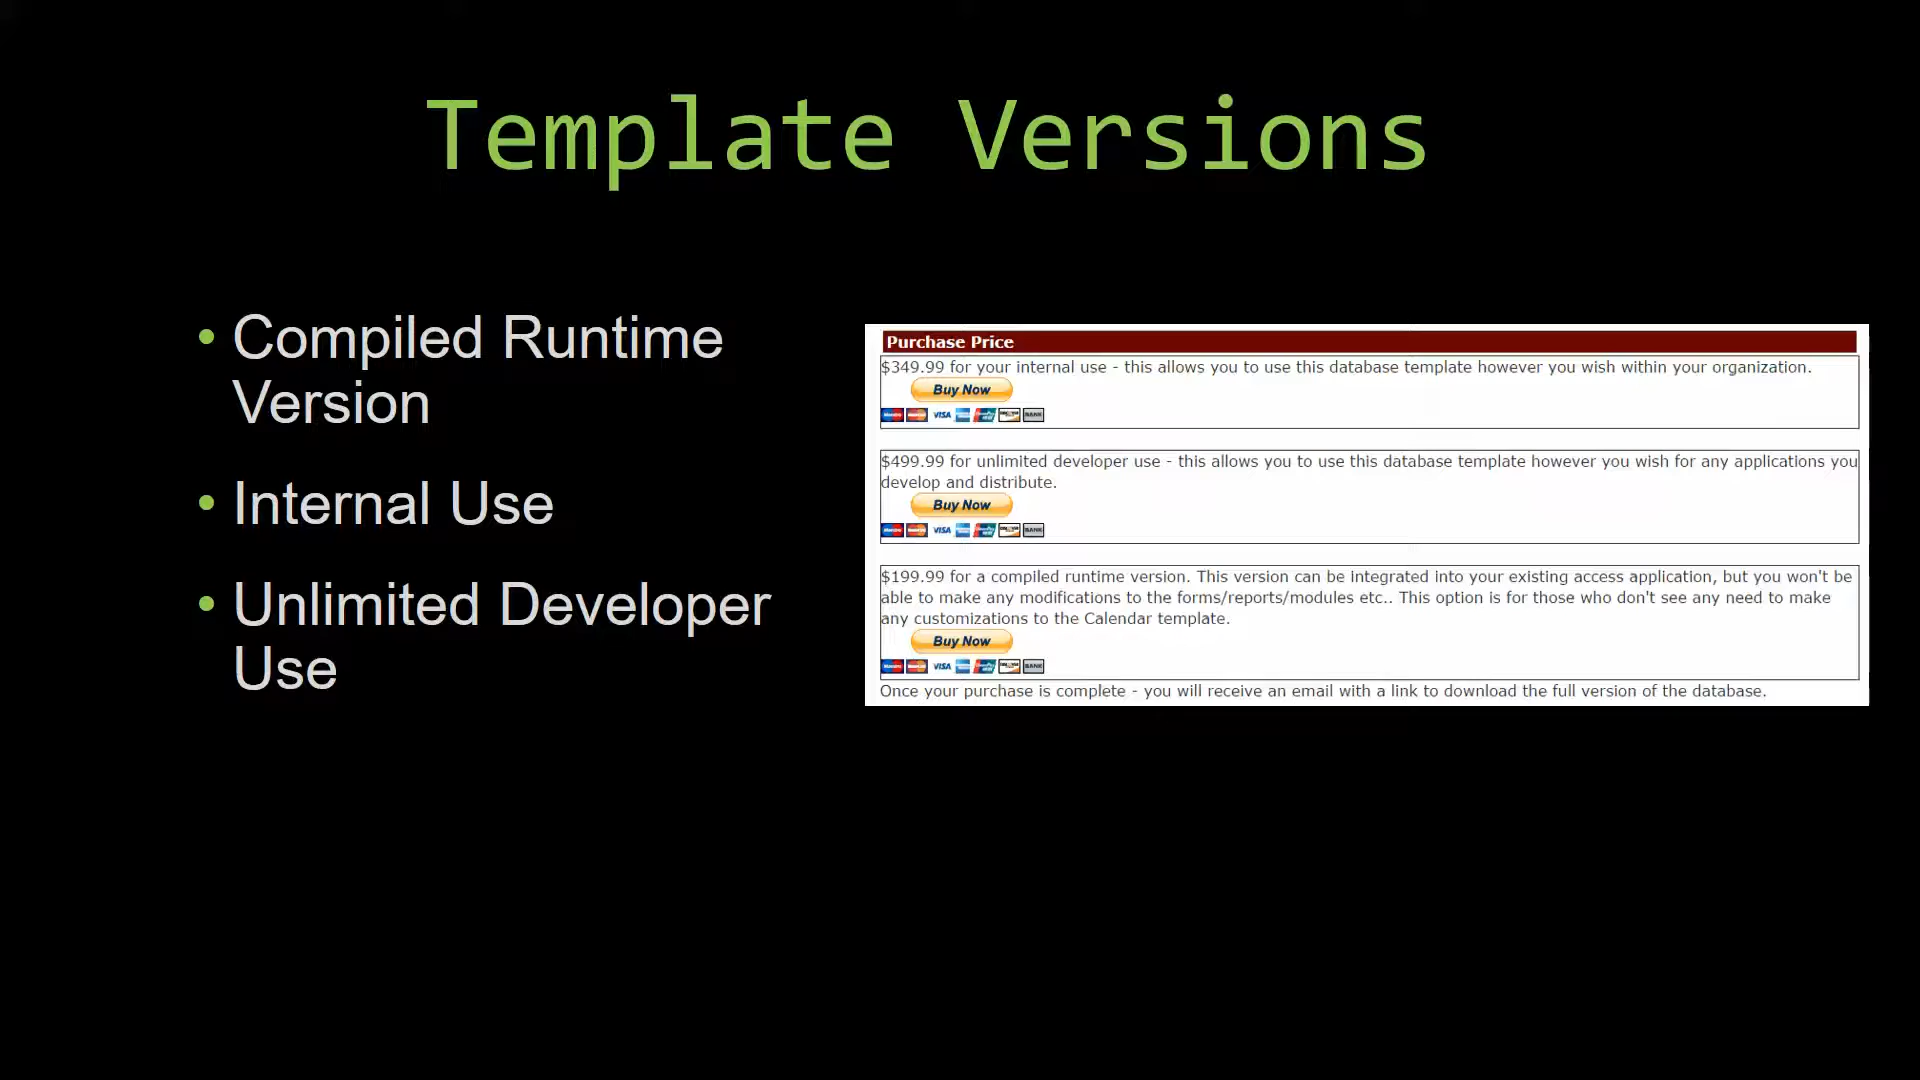 Template Versions
• Compiled Runtime
Version
• Internal Use
• Unlimited Developer
Use
Purchase Price
$349.99 for your internal use - this allows you to use this database template however you wish within your organization.
Buy Now
VISA BANK
$499.99 for unlimited developer use - this allows you to use this database template however you wish for any applications you
develop and distribute.
Buy Now
VISA BANK
$199.99 for a compiled runtime version. This version can be integrated into your existing access application, but you won't be
able to make any modifications to the forms/reports/modules etc.. This option is for those who don't see any need to make
any customizations to the Calendar template.
Buy Now
VISA BANK
Once your purchase is complete - you will receive an email with a link to download the full version of the database.